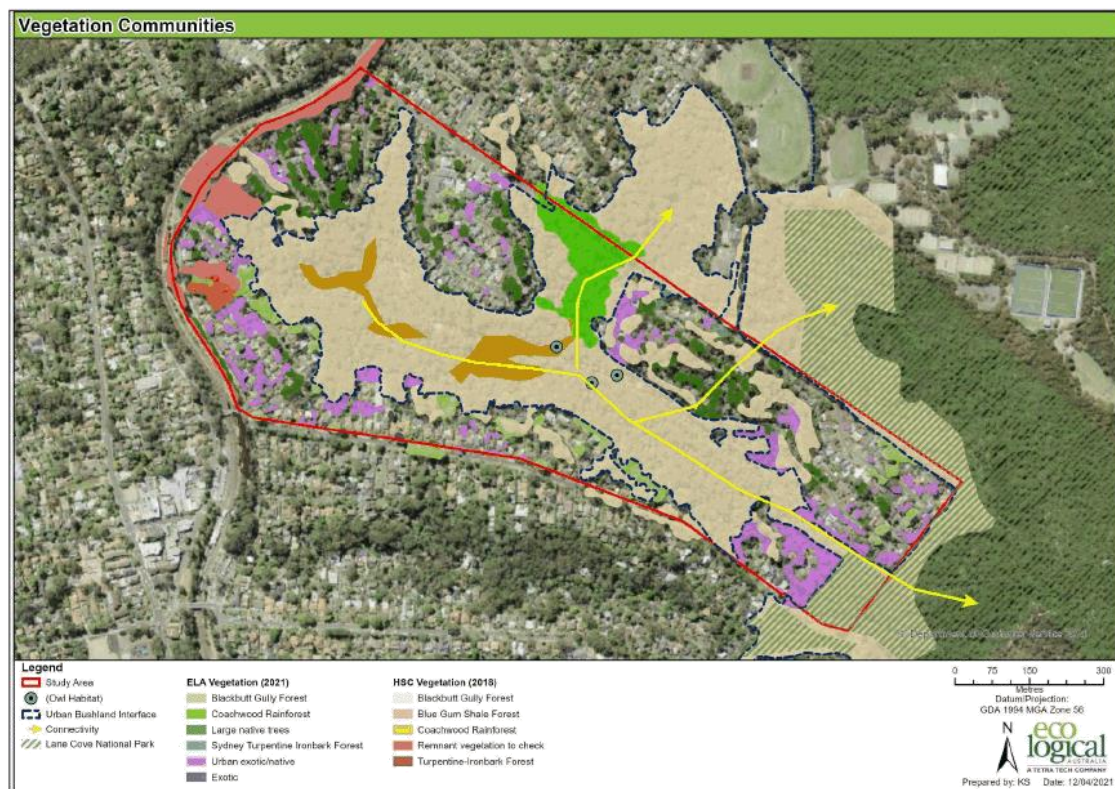 Vegetation Communities
Legend
Study Area
(Owl Habitat)
Urban Bushland Interface
Connectivity
Lane Cove National Park
ELA Vegetation (2021)
Blackbutt Gully Forest
Coachwood Rainforest
Large native trees
Sydney Turpentine Ironbark Forest
Urban exotic/native
Exotic
HSC Vegetation (2018)
Blackbutt Gully Forest
Blue Gum Shale Forest
Coachwood Rainforest
Remnant vegetation to check
Turpentine-Ironbark Forest
0 75 150 300
Metres
Datum/Projection:
GDA 1994 MGA Zone 56
N
eco
logical
AUSTRALIA
A TETRA TECH COMPANY
Prepared by: KS Date: 12/04/2021